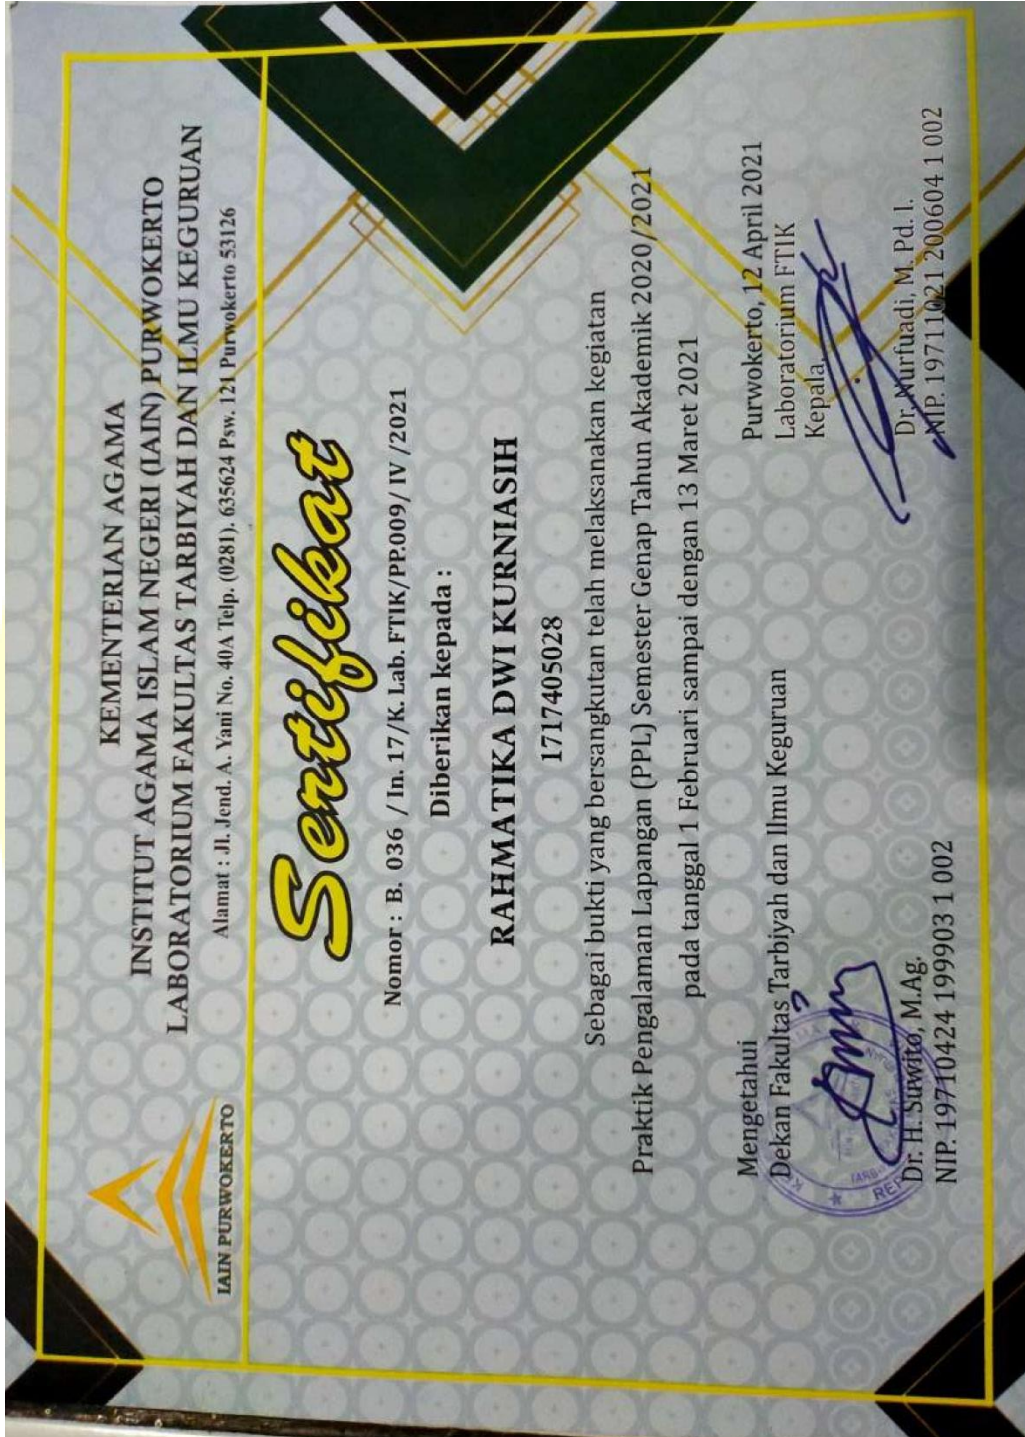 KEMENTERIAN AGAMA
INSTITUT AGAMA ISLAM NEGERI (IAIN) PURWOKERTO
LABORATORIUM FAKULTAS TARBIYAH DAN ILMU KEGURUAN
Alamat : Jl. Jend. A. Yani No. 40A Telp. (0281). 635624 Psw. 121 Purwokerto 53126
IAIN PURWOKERTO
Sertifikat
Nomor : B. 036 / In. 17/K. Lab. FTIK/PP.009/ IV /2021
Diberikan kepada :
RAHMATIKA DWI KURNIASIH
1717405028
Sebagai bukti yang bersangkutan telah melaksanakan kegiatan
Praktik Pengalaman Lapangan (PPL) Semester Genap Tahun Akademik 2020/2021
pada tanggal 1 Februari sampai dengan 13 Maret 2021
Mengetahui
Dekan Fakultas Tarbiyah dan Ilmu Keguruan
Dr. H. Suwito, M.Ag.
NIP. 19710424 199903 1 002
Purwokerto, 12 April 2021
Laboratorium FTIK
Kepala,
Dr. Nurfuadi, M. Pd. I.
NIP. 19711021 200604 1 002